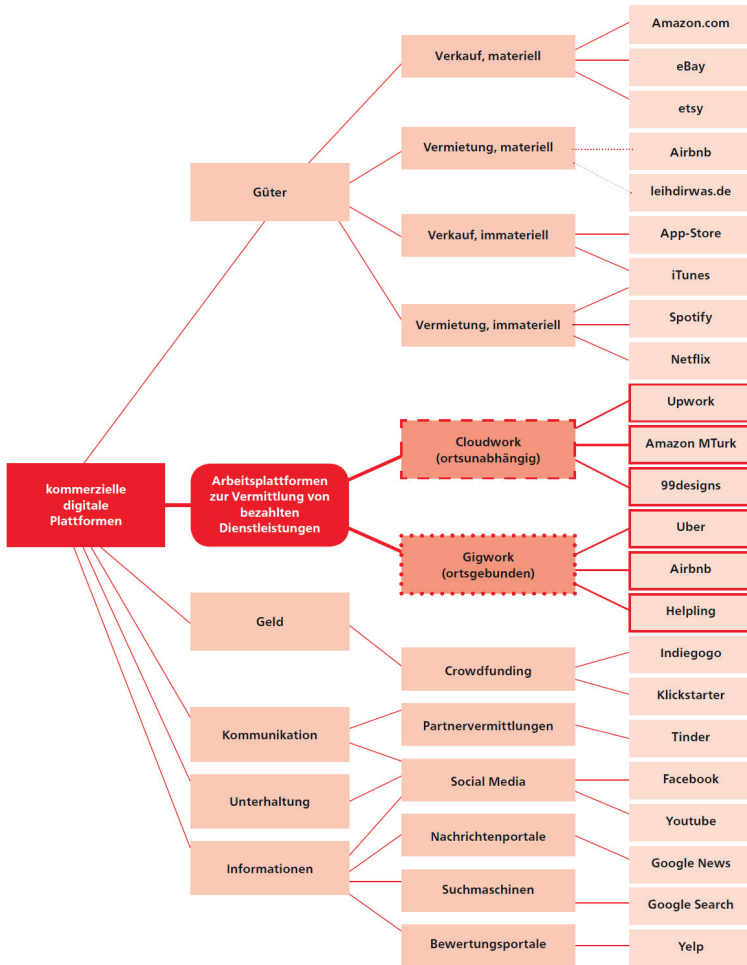 Amazon.com
Verkauf, materiell
eBay
etsy
Vermietung, materiell
Airbnb
Güter
leihdirwas.de
Verkauf, immateriell
App-Store
iTunes
Vermietung, immateriell
Spotify
Netflix
Upwork
Cloudwork
(ortsunabhängig)
Amazon MTurk
kommerzielle
digitale
Plattformen
Arbeitsplattformen
zur Vermittlung von
bezahlten
Dienstleistungen
99designs
Uber
Gigwork
(ortsgebunden)
Airbnb
Helpling
Geld
Indiegogo
Crowdfunding
Klickstarter
Kommunikation
Partnervermittlungen
Tinder
Unterhaltung
Social Media
Facebook
Youtube
Nachrichtenportale
Google News
Informationen
Suchmaschinen
Google Search
Bewertungsportale
Yelp